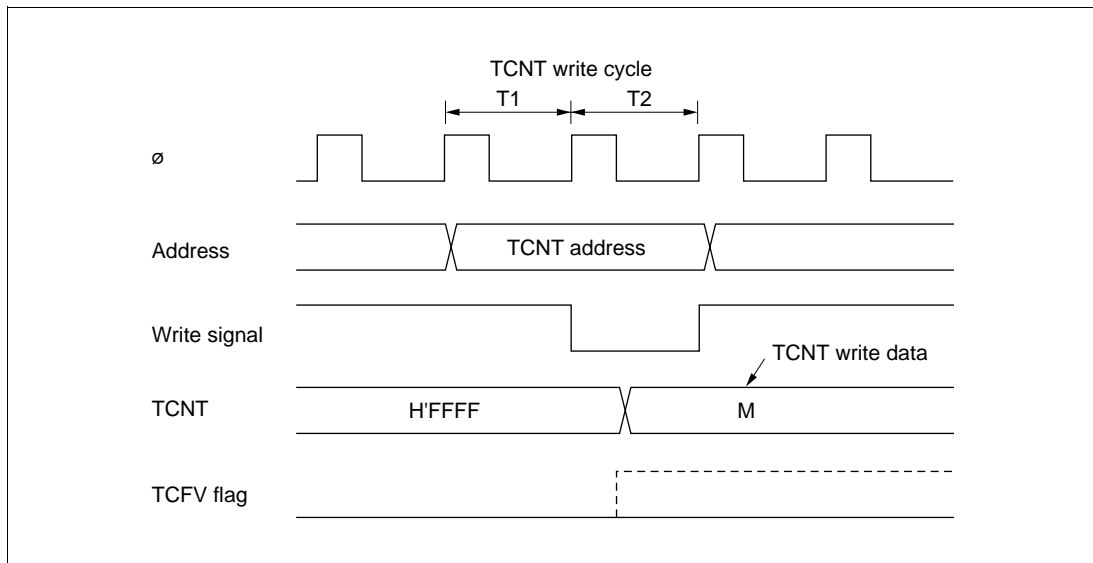 TCNT write cycle
T1 T2
ø
Address TCNT address
Write signal
TCNT write data
TCNT H'FFFF M
TCFV flag